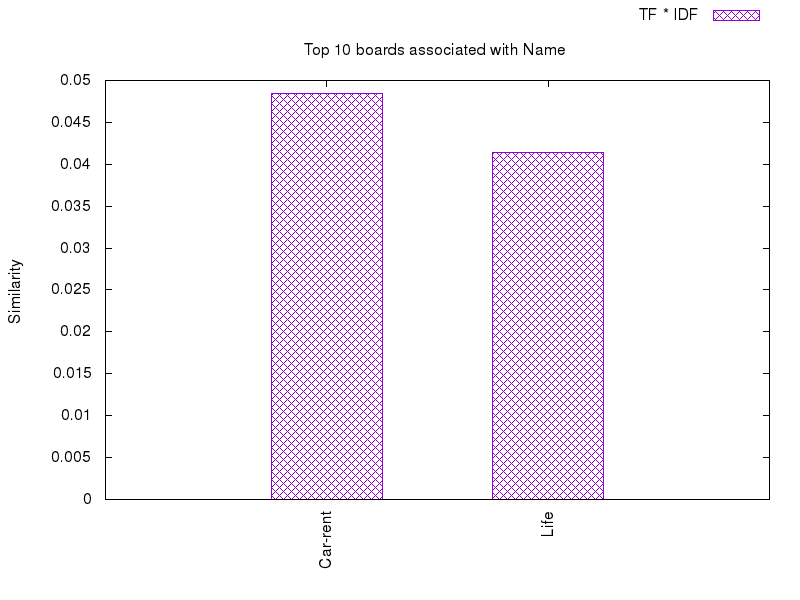 TF * IDF
Top 10 boards associated with Name
0.05
0.045
0.04
0.035
0.03
0.025
0.02
0.015
0.01
0.005
0
Similarity
Car-rent
Life